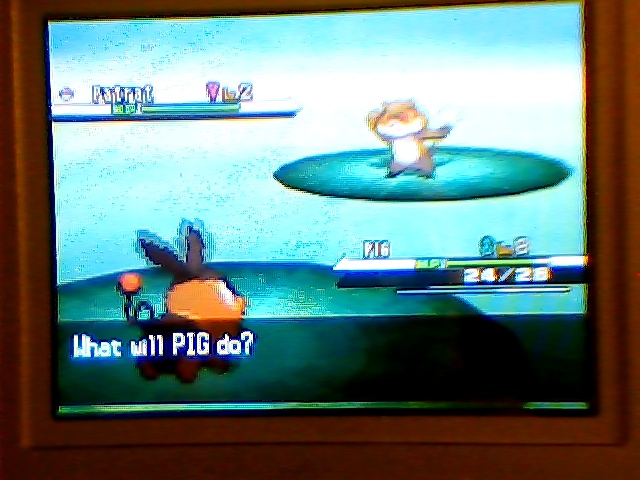 Patrat ♀ Lv2
PIG ♂ Lv8
24/28
What will PIG do?